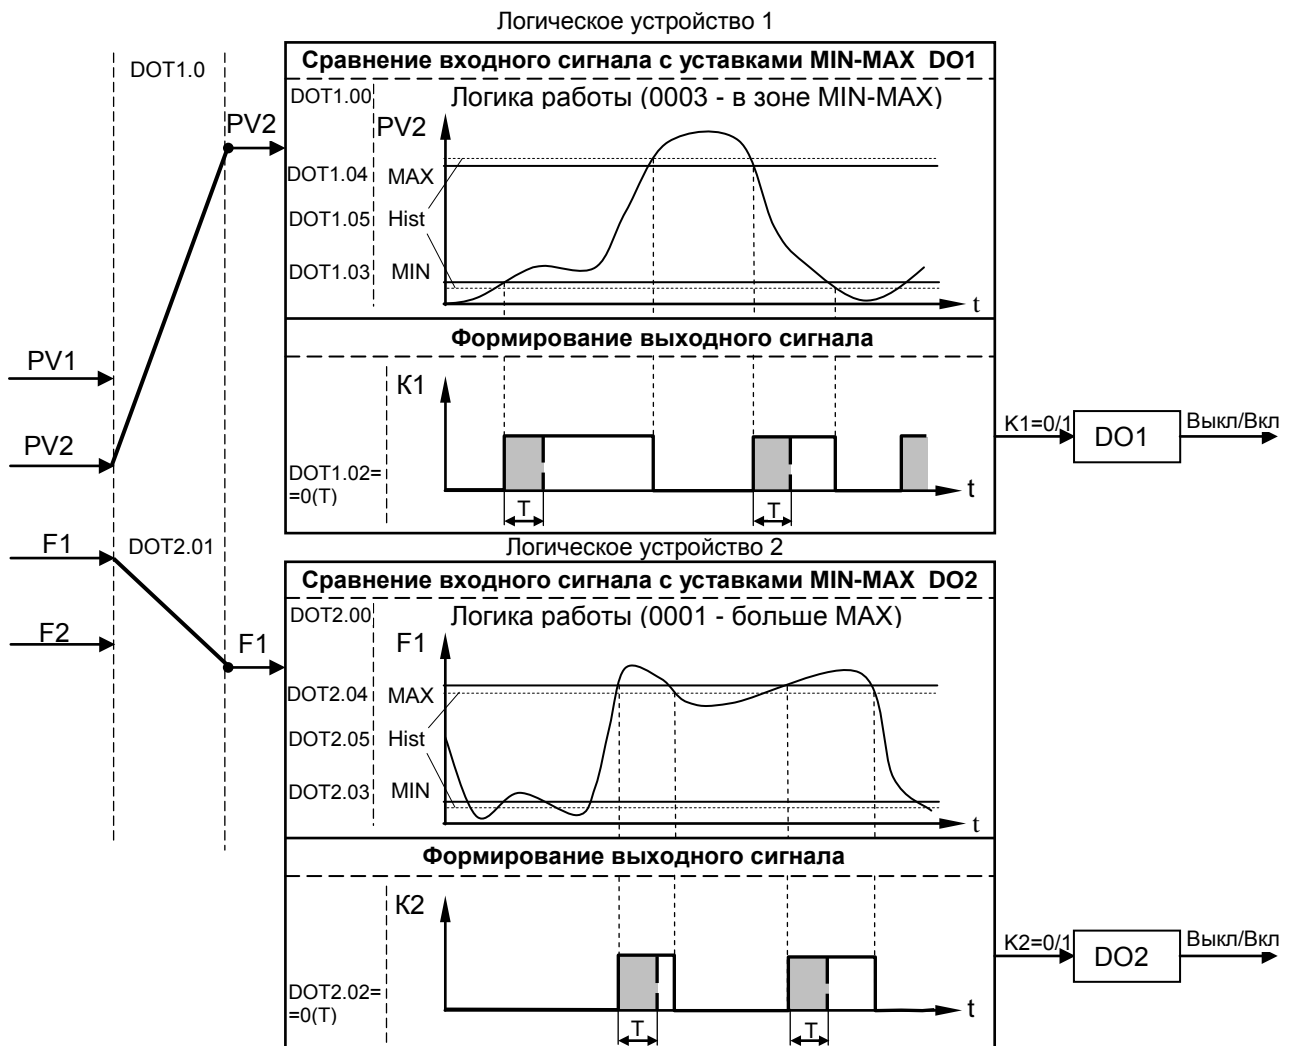 Логическое устройство 1
DOT1.0
PV2
PV1
PV2
F1
F2
DOT2.01
F1
Сравнение входного сигнала с уставками MIN-MAX DO1
DOT1.00
Логика работы (0003 - в зоне MIN-MAX)
PV2
DOT1.04
MAX
DOT1.05
Hist
DOT1.03
MIN
t
Формирование выходного сигнала
К1
DOT1.02=
=0(T)
T
T
t
K1=0/1
DO1
Выкл/Вкл
Логическое устройство 2
Сравнение входного сигнала с уставками MIN-MAX DO2
DOT2.00
Логика работы (0001 - больше MAX)
F1
DOT2.04
MAX
DOT2.05
Hist
DOT2.03
MIN
t
Формирование выходного сигнала
К2
DOT2.02=
=0(T)
T
T
t
K2=0/1
DO2
Выкл/Вкл